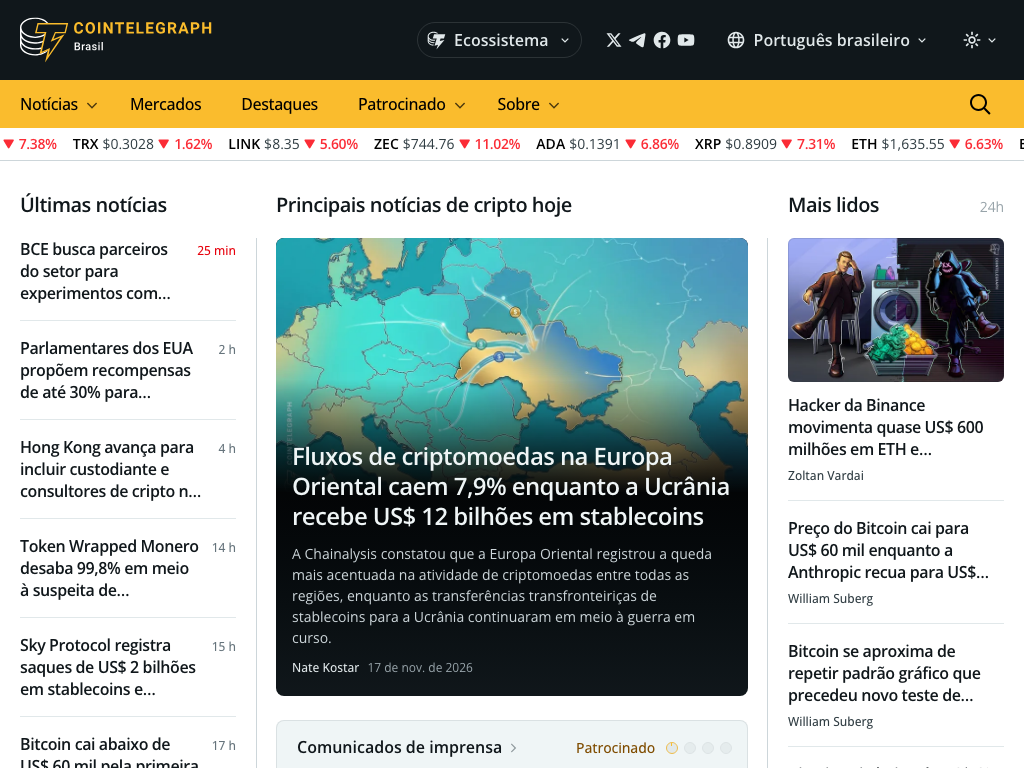 COINTELEGRAPH
Brasil
Ecossistema
Português brasileiro
Notícias
Mercados
Destaques
Patrocinado
Sobre
7.38% TRX $0.3028 ▼ 1.62% LINK $8.35 ▼ 5.60% ZEC $744.76 ▼ 11.02% ADA $0.1391 ▼ 6.86% XRP $0.8909 ▼ 7.31% ETH $1,635.55 ▼ 6.63%
Últimas notícias
BCE busca parceiros
do setor para
experimentos com...
25 min
Parlamentares dos EUA
propõem recompensas
de até 30% para...
2 h
Hong Kong avança para
incluir custodiante e
consultores de cripto n...
4 h
Token Wrapped Monero
desaba 99,8% em meio
à suspeita de...
14 h
Sky Protocol registra
saques de US$ 2 bilhões
em stablecoins e...
15 h
Bitcoin cai abaixo de
US$ 60 mil pela primeira
17 h
Principais notícias de cripto hoje
Fluxos de criptomoedas na Europa
Oriental caem 7,9% enquanto a Ucrânia
recebe US$ 12 bilhões em stablecoins
A Chainalysis constatou que a Europa Oriental registrou a queda
mais acentuada na atividade de criptomoedas entre todas as
regiões, enquanto as transferências transfronteiriças de
stablecoins para a Ucrânia continuaram em meio à guerra em
curso.
Nate Kostar 17 de nov. de 2026
Comunicados de imprensa
Patrocinado
Mais lidos
24h
Hacker da Binance
movimenta quase US$ 600
milhões em ETH e...
Zoltan Vardai
Preço do Bitcoin cai para
US$ 60 mil enquanto a
Anthropic recua para US$...
William Suberg
Bitcoin se aproxima de
repetir padrão gráfico que
precedeu novo teste de...
William Suberg